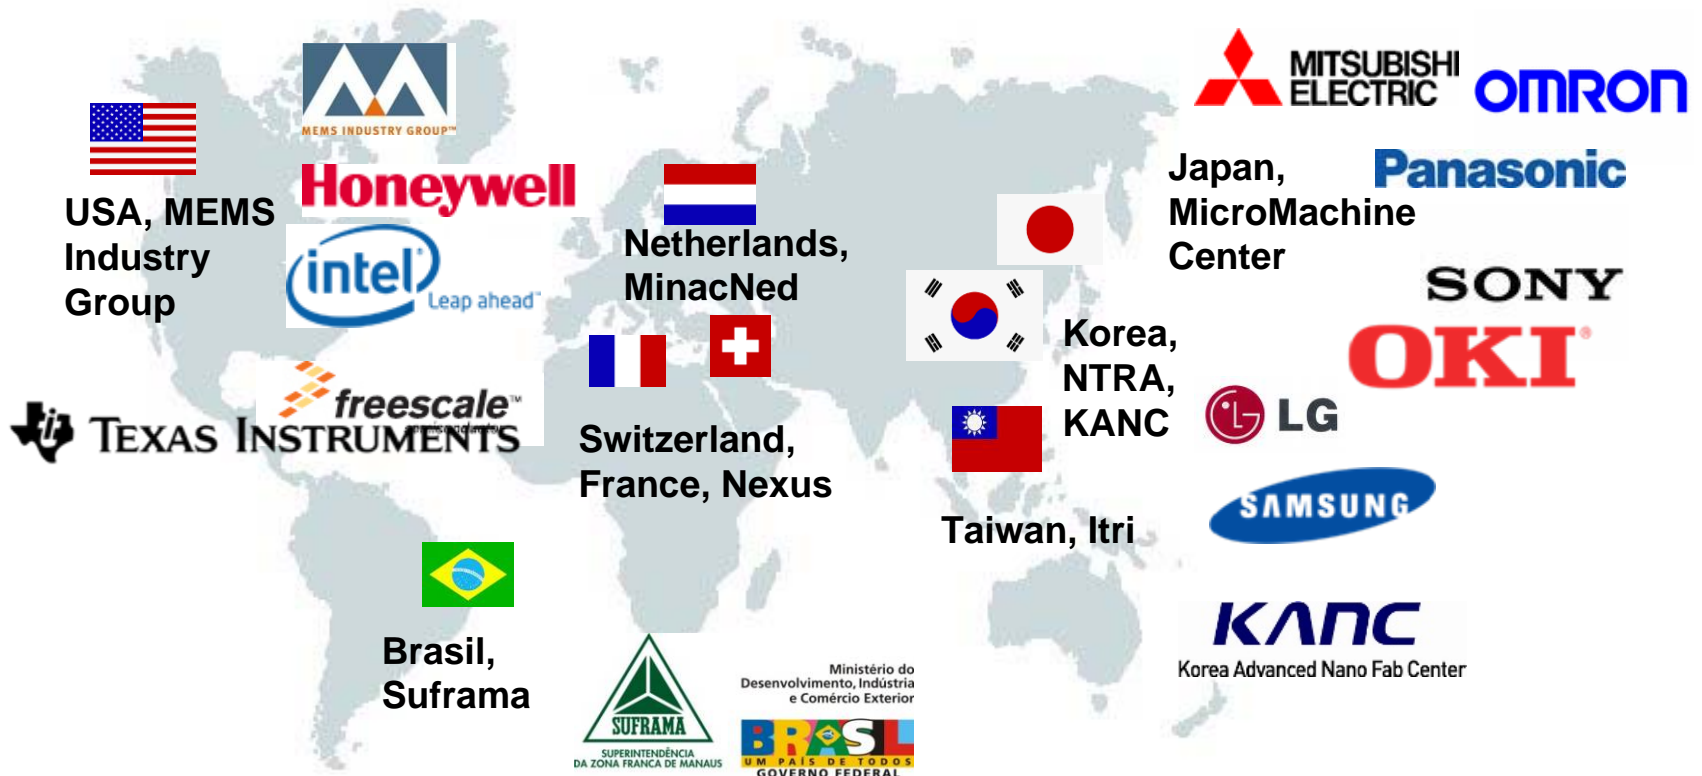 MEMS INDUSTRY GROUP™
USA, MEMS
Industry
Group
Honeywell
intel
Leap ahead™
freescale™
TEXAS INSTRUMENTS
Netherlands,
MinacNed
Switzerland,
France, Nexus
Brasil,
Suframa
SUFRAMA
SUPERINTENDÊNCIA
DA ZONA FRANCA DE MANAUS
Ministério do
Desenvolvimento, Indústria
e Comércio Exterior
BRASIL
UM PAÍS DE TODOS
GOVERNO FEDERAL
MITSUBISHI
ELECTRIC
OMRON
Japan,
MicroMachine
Center
Panasonic
SONY
OKI®
Korea,
NTRA,
KANC
LG
SAMSUNG
Taiwan, Itri
KANC
Korea Advanced Nano Fab Center